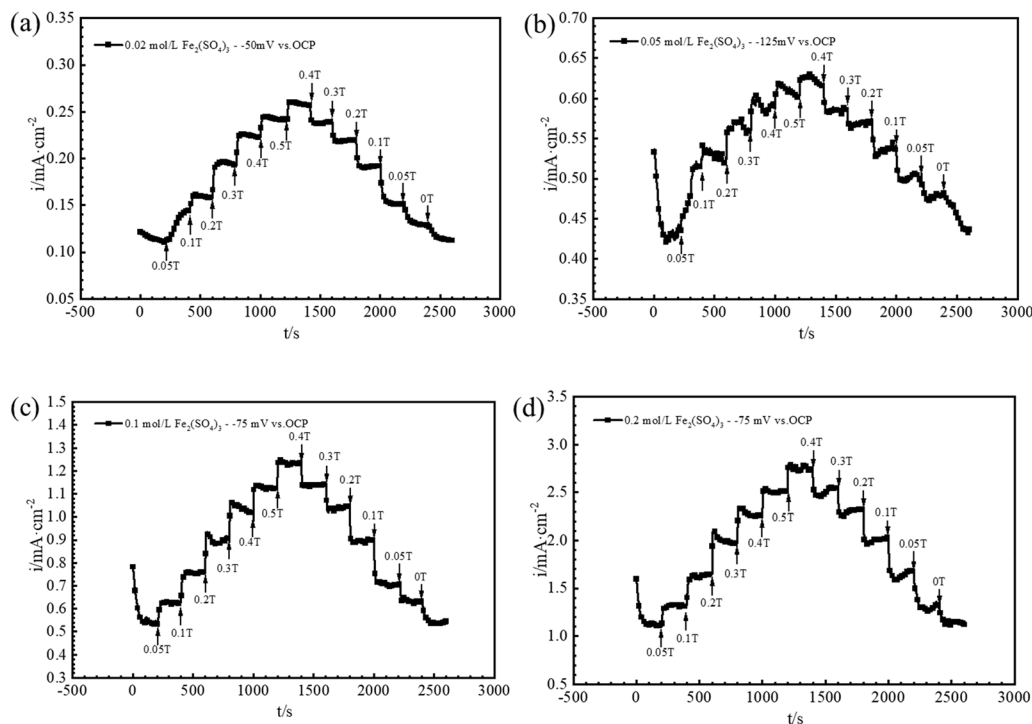 (a)
0.02 mol/L Fe2(SO4)3 - -50mV vs.OCP
0.35
0.30
0.25
0.20
0.15
0.10
0.05
i/mA·cm-2
0.05T
0.1T
0.2T
0.3T
0.4T
0.5T
0.4T
0.3T
0.2T
0.1T
0.05T
0T
-500 0 500 1000 1500 2000 2500 3000
t/s
(b)
0.05 mol/L Fe2(SO4)3 - -125mV vs.OCP
0.70
0.65
0.60
0.55
0.50
0.45
0.40
0.35
i/mA·cm-2
0.05T
0.1T
0.2T
0.3T
0.4T
0.5T
0.4T
0.3T
0.2T
0.1T
0.05T
0T
-500 0 500 1000 1500 2000 2500 3000
t/s
(c)
0.1 mol/L Fe2(SO4)3 - -75 mV vs.OCP
1.5
1.4
1.3
1.2
1.1
1.0
0.9
0.8
0.7
0.6
0.5
0.4
0.3
i/mA·cm-2
0.05T
0.1T
0.2T
0.3T
0.4T
0.5T
0.4T
0.3T
0.2T
0.1T
0.05T
0T
-500 0 500 1000 1500 2000 2500 3000
t/s
(d)
0.2 mol/L Fe2(SO4)3 - -75 mV vs.OCP
3.5
3.0
2.5
2.0
1.5
1.0
0.5
i/mA·cm-2
0.05T
0.1T
0.2T
0.3T
0.4T
0.5T
0.4T
0.3T
0.2T
0.1T
0.05T
0T
-500 0 500 1000 1500 2000 2500 3000
t/s